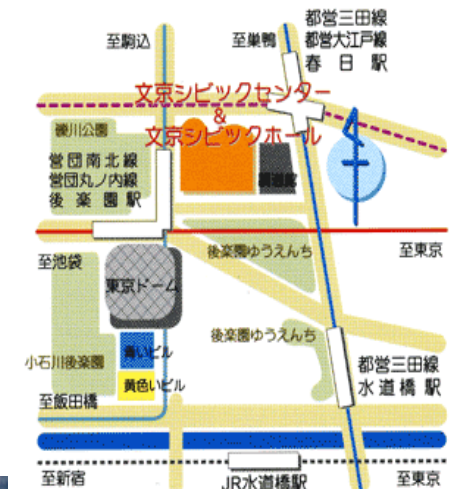 都営三田線
都営大江戸線
春日駅
至駒込
至巣鴨
文京シビックセンター
&
文京シビックホール
礫川公園
営団南北線
営団丸ノ内線
後楽園駅
講道館
至池袋
後楽園ゆうえんち
至東京
東京ドーム
後楽園ゆうえんち
青いビル
小石川後楽園
黄色いビル
都営三田線
水道橋駅
至飯田橋
至新宿
JR水道橋駅
至東京